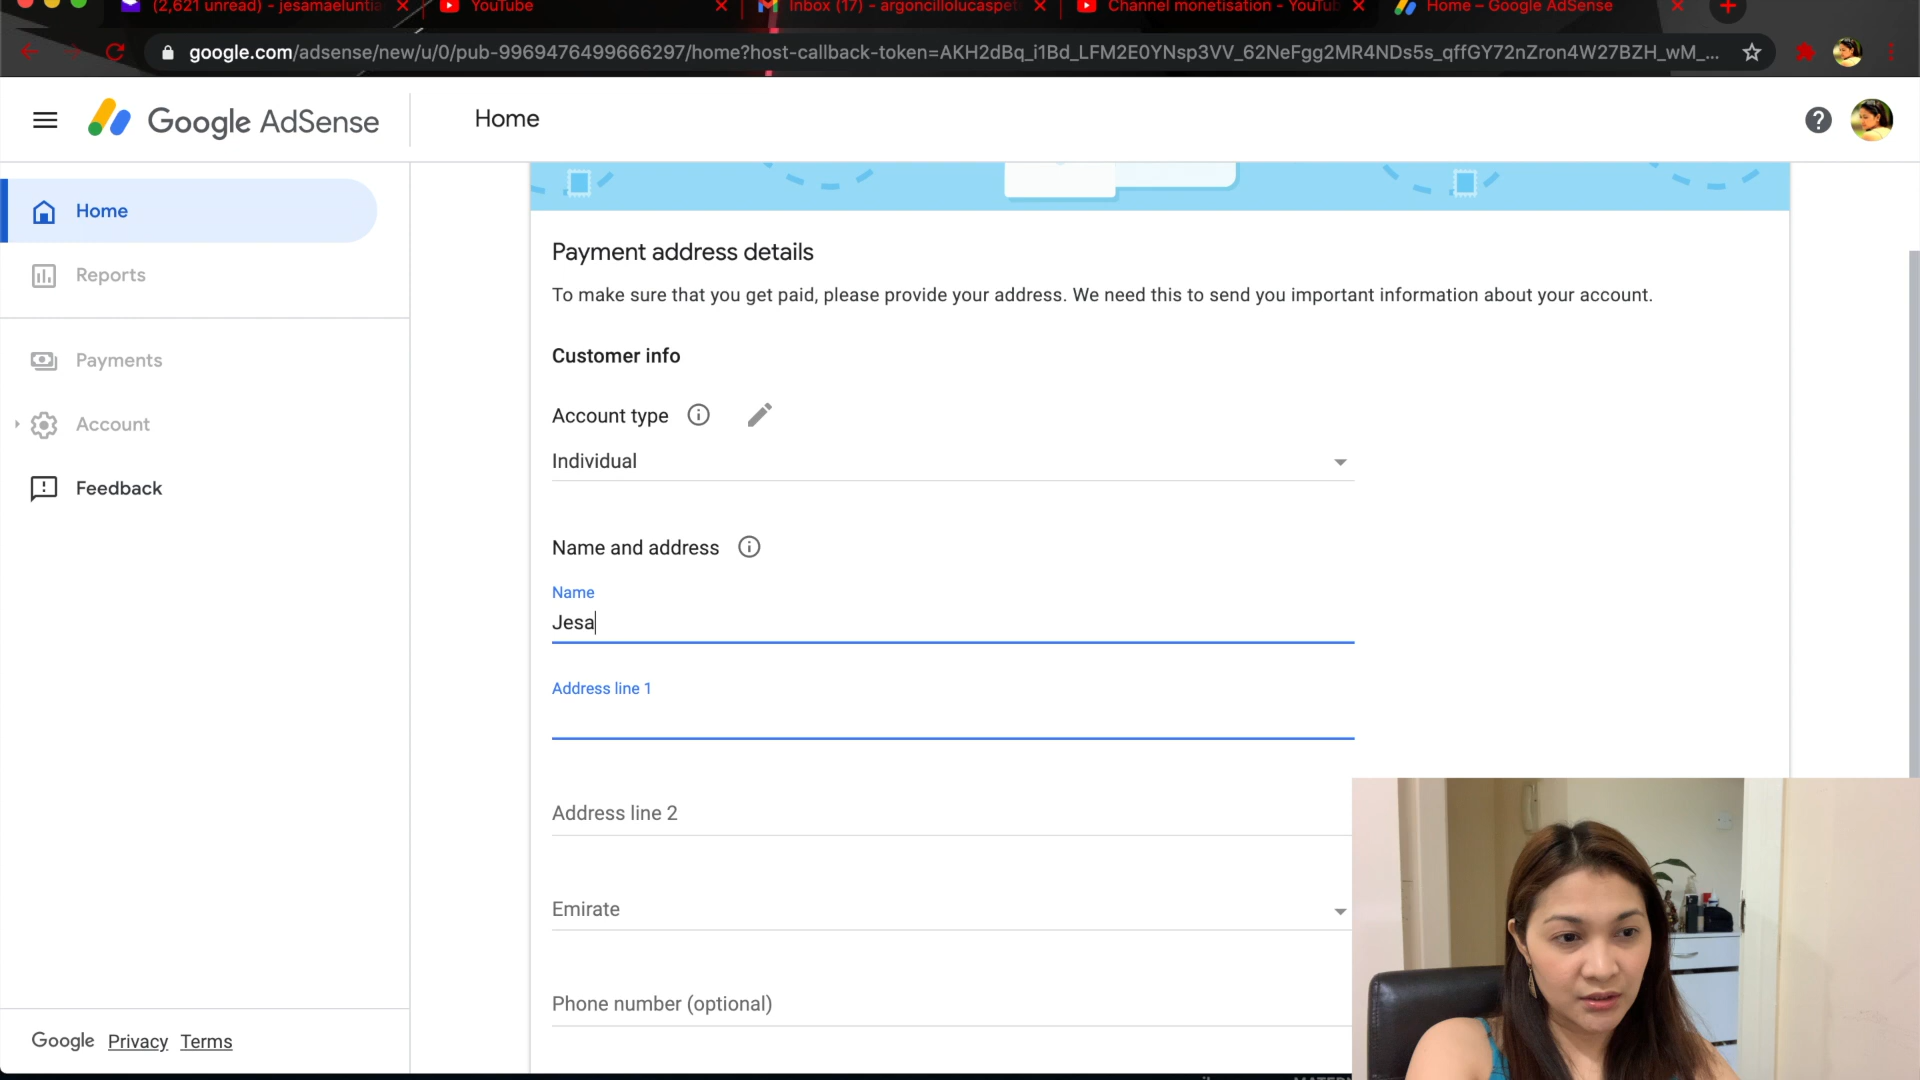 (2,621 unread) - jesamaeluntia
YouTube
Inbox (17) - argoncillolucaspet
Channel monetisation - YouTub
Home – Google AdSense
google.com/adsense/new/u/0/pub-9969476499666297/home?host-callback-token=AKH2dBq_i1Bd_LFM2E0YNsp3VV_62NeFgg2MR4NDs5s_qffGY72nZron4W27BZH_wM_...
Google AdSense
Home
Home
Reports
Payments
Account
Feedback
Payment address details
To make sure that you get paid, please provide your address. We need this to send you important information about your account.
Customer info
Account type
Individual
Name and address
Name
Jesa
Address line 1
Address line 2
Emirate
Phone number (optional)
Google Privacy Terms